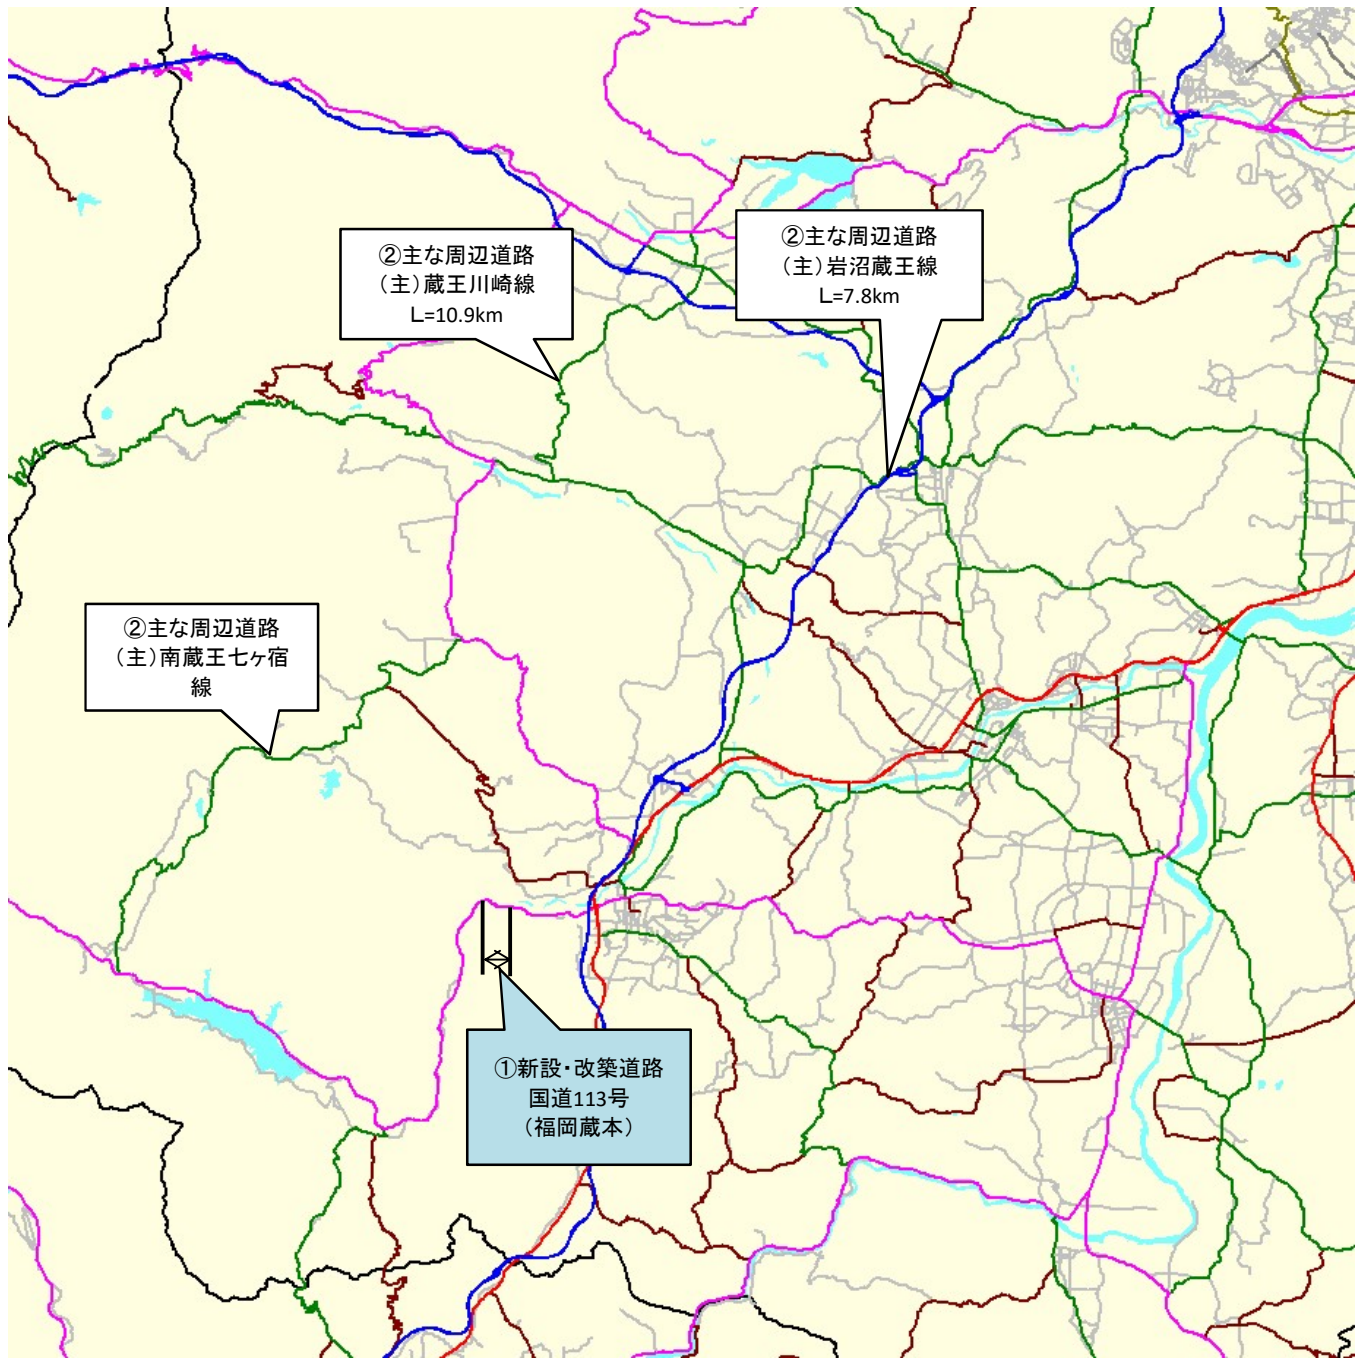 ②主な周辺道路
（主）蔵王川崎線
L=10.9km
②主な周辺道路
（主）岩沼蔵王線
L=7.8km
②主な周辺道路
（主）南蔵王七ヶ宿
線
①新設・改築道路
国道113号
（福岡蔵本）